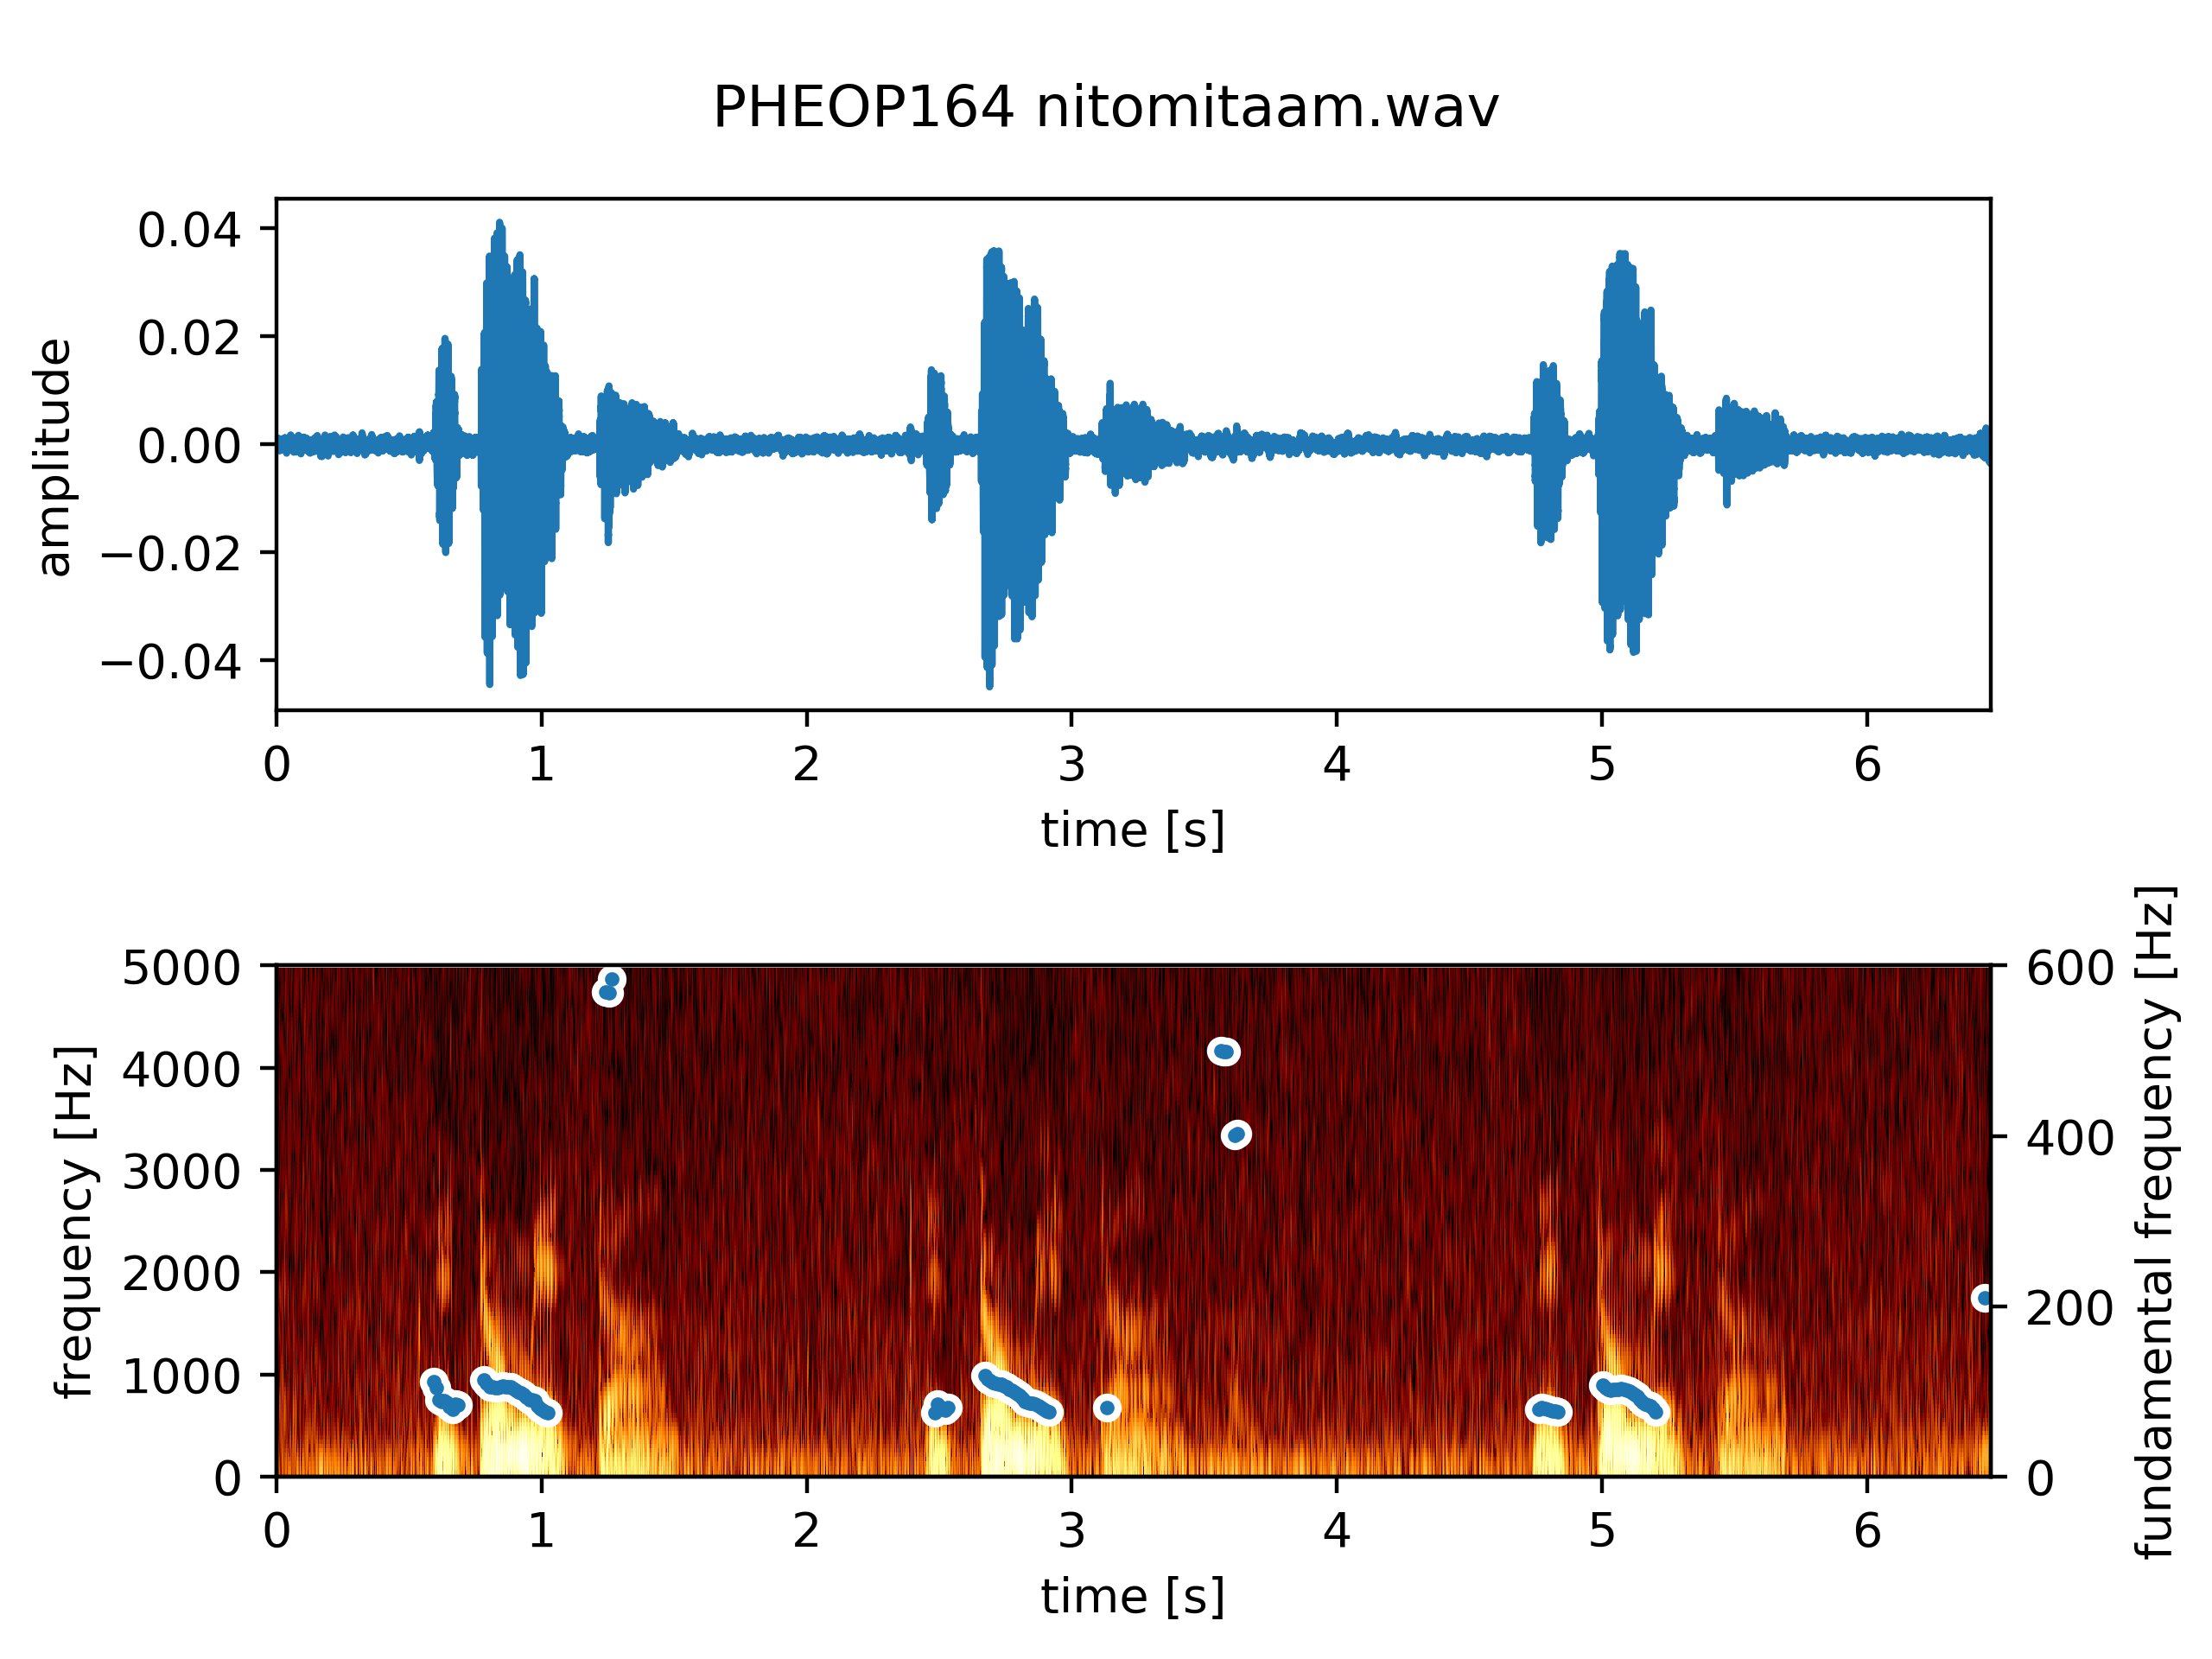 PHEOP164 nitomitaam.wav
0.04
0.02
0.00
−0.02
−0.04
amplitude
0 1 2 3 4 5 6
time [s]
5000
4000
3000
2000
1000
0
frequency [Hz]
600
400
200
0
fundamental frequency [Hz]
0 1 2 3 4 5 6
time [s]